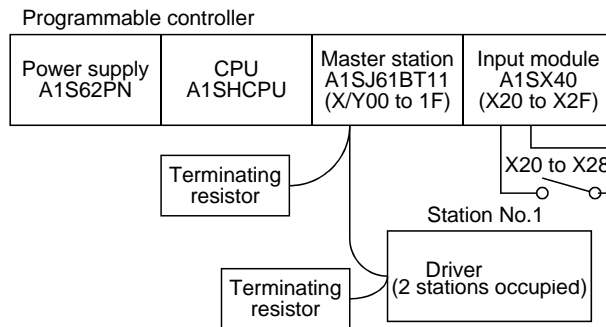 Programmable controller
Power supply
A1S62PN
CPU
A1SHCPU
Master station
A1SJ61BT11
(X/Y00 to 1F)
Input module
A1SX40
(X20 to X2F)
X20 to X28
Terminating
resistor
Station No.1
Driver
(2 stations occupied)
Terminating
resistor